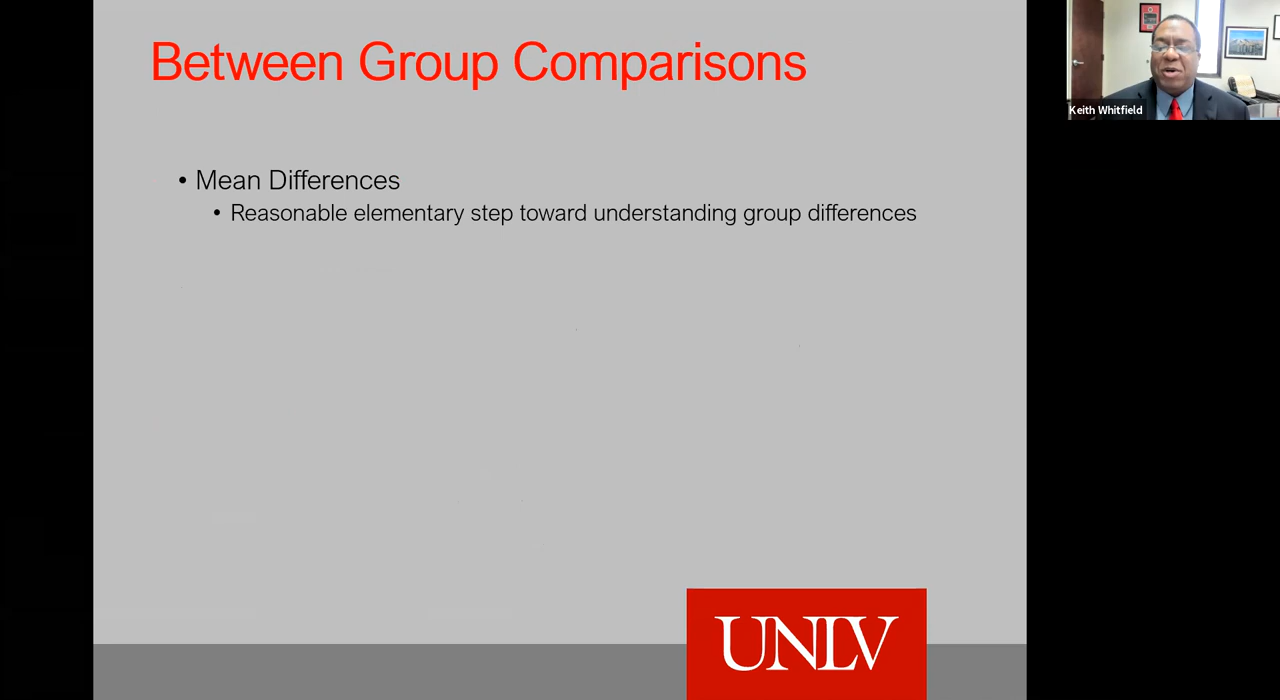 Between Group Comparisons
• Mean Differences
• Reasonable elementary step toward understanding group differences
UNLV
Keith Whitfield